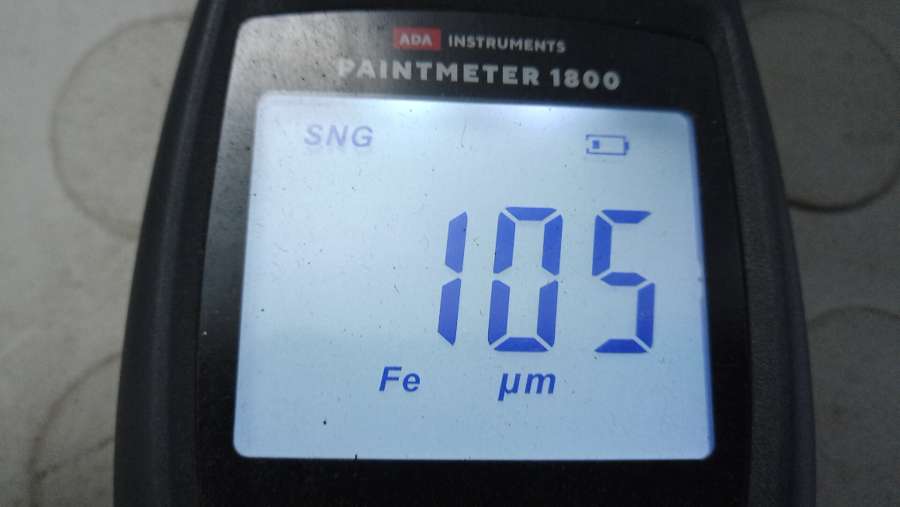 ADA INSTRUMENTS
PAINTMETER 1800
SNG
105
Fe µm